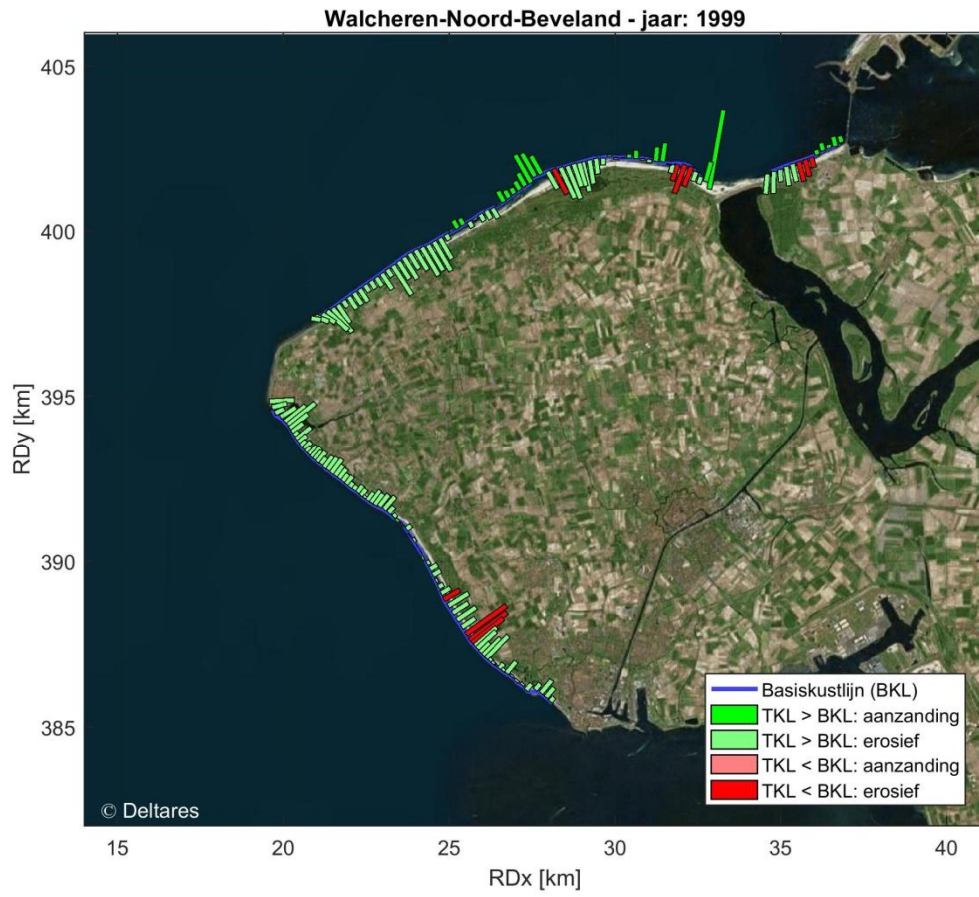 Walcheren-Noord-Beveland - jaar: 1999
405
400
395
390
385
RDy [km]
15
20
25
30
35
40
RDx [km]
Basiskustlijn (BKL)
TKL > BKL: aanzanding
TKL > BKL: erosief
TKL < BKL: aanzanding
TKL < BKL: erosief
© Deltares